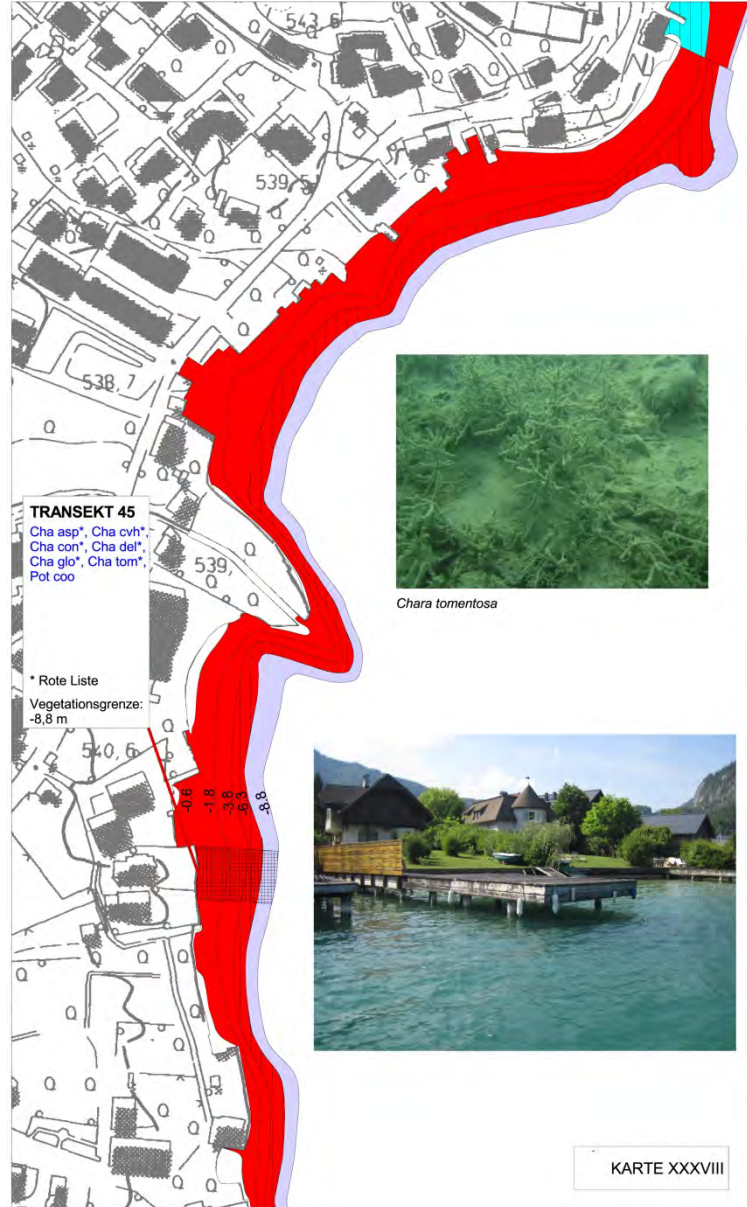 543,6
539,5
538,7
TRANSEKT 45
Cha asp*, Cha cvh*,
Cha con*, Cha del*,
Cha glo*, Cha tom*,
Pot coo
* Rote Liste
Vegetationsgrenze:
-8,8 m
539,
540,6
-0.6
-1.8
-3.8
-6.3
-8.8
Chara tomentosa
KARTE XXXVIII